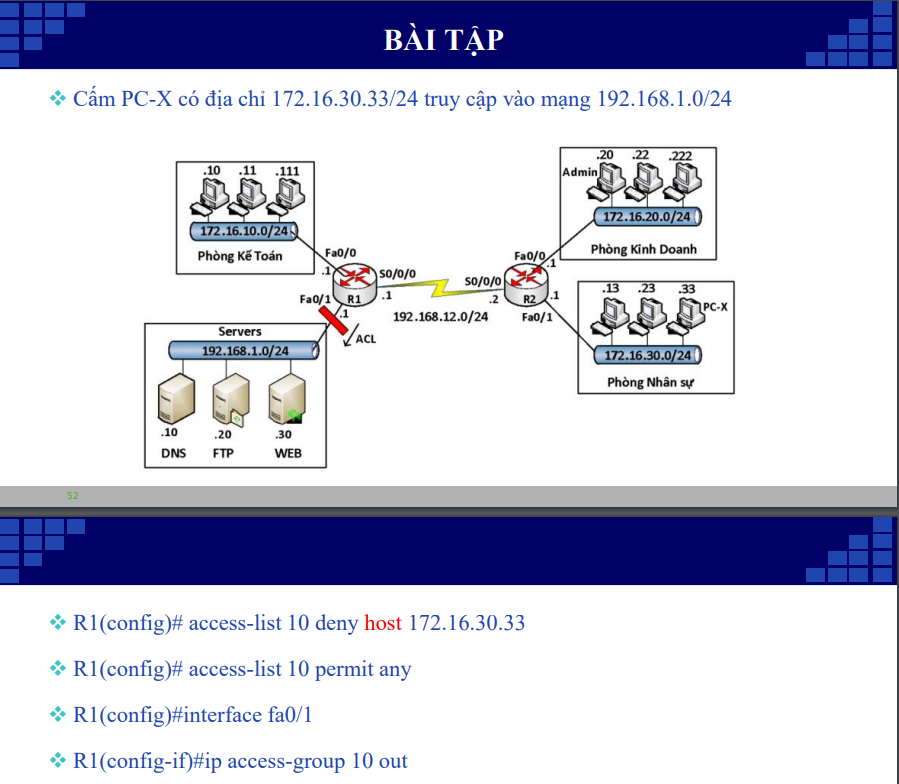 BÀI TẬP
Cấm PC-X có địa chỉ 172.16.30.33/24 truy cập vào mạng 192.168.1.0/24
.10 .11 .111
172.16.10.0/24
Phòng Kế Toán
.20 .22 .222
Admin
172.16.20.0/24
Phòng Kinh Doanh
Fa0/0
.1
S0/0/0
R1
.1
Fa0/1
.1
ACL
192.168.12.0/24
Fa0/0
.1
S0/0/0
.2
R2
.1
Fa0/1
.13 .23 .33
PC-X
172.16.30.0/24
Phòng Nhân sự
Servers
192.168.1.0/24
.10 .20 .30
DNS FTP WEB
52
R1(config)# access-list 10 deny host 172.16.30.33
R1(config)# access-list 10 permit any
R1(config)#interface fa0/1
R1(config-if)#ip access-group 10 out